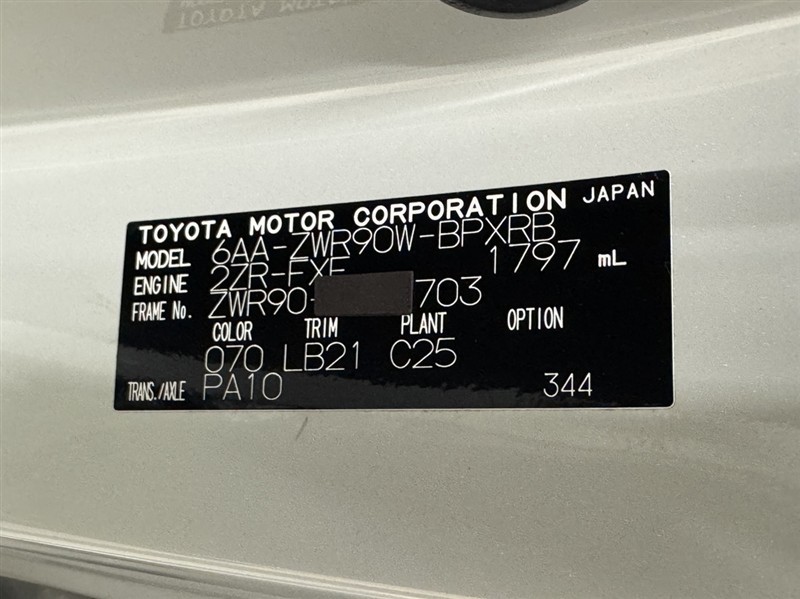 TOYOTA MOTOR CORPORATION JAPAN
MODEL 6AA-ZWR90W-BPXRB
ENGINE 2ZR-FXE 1797 mL
FRAME No. ZWR90- 703
COLOR TRIM PLANT OPTION
070 LB21 C25
TRANS./AXLE PA10 344